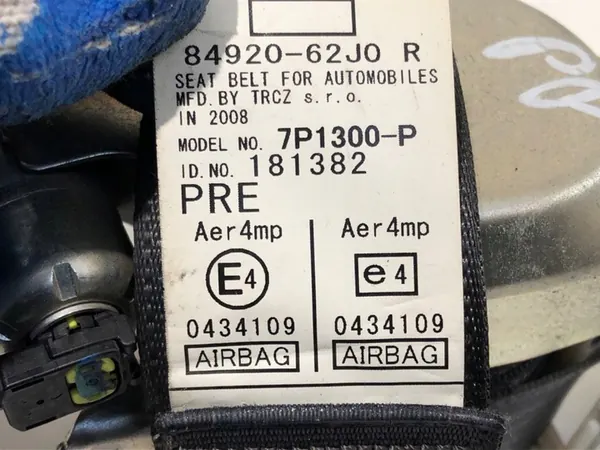 84920-62J0 R
SEAT BELT FOR AUTOMOBILES
MFD. BY TRCZ s.r.o.
IN 2008
MODEL NO. 7P1300-P
ID.NO. 181382
PRE
Aer4mp Aer4mp
E4 e4
0434109 0434109
AIRBAG AIRBAG